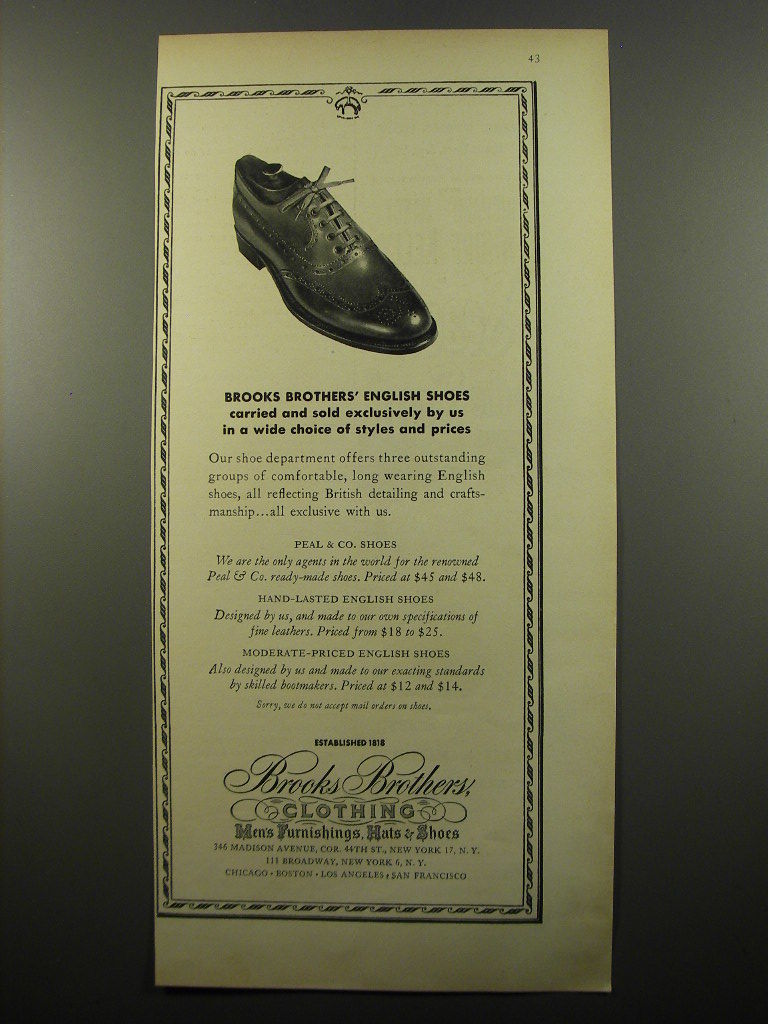 43
BROOKS BROTHERS' ENGLISH SHOES
carried and sold exclusively by us
in a wide choice of styles and prices
Our shoe department offers three outstanding
groups of comfortable, long wearing English
shoes, all reflecting British detailing and crafts-
manship...all exclusive with us.
PEAL & CO. SHOES
We are the only agents in the world for the renowned
Peal & Co. ready-made shoes. Priced at $45 and $48.
HAND-LASTED ENGLISH SHOES
Designed by us, and made to our own specifications of
fine leathers. Priced from $18 to $25.
MODERATE-PRICED ENGLISH SHOES
Also designed by us and made to our exacting standards
by skilled bootmakers. Priced at $12 and $14.
Sorry, we do not accept mail orders on shoes.
ESTABLISHED 1818
Brooks Brothers,
CLOTHING
Men's Furnishings, Hats & Shoes
346 MADISON AVENUE, COR. 44TH ST., NEW YORK 17, N. Y.
111 BROADWAY, NEW YORK 6, N. Y.
CHICAGO • BOSTON • LOS ANGELES • SAN FRANCISCO